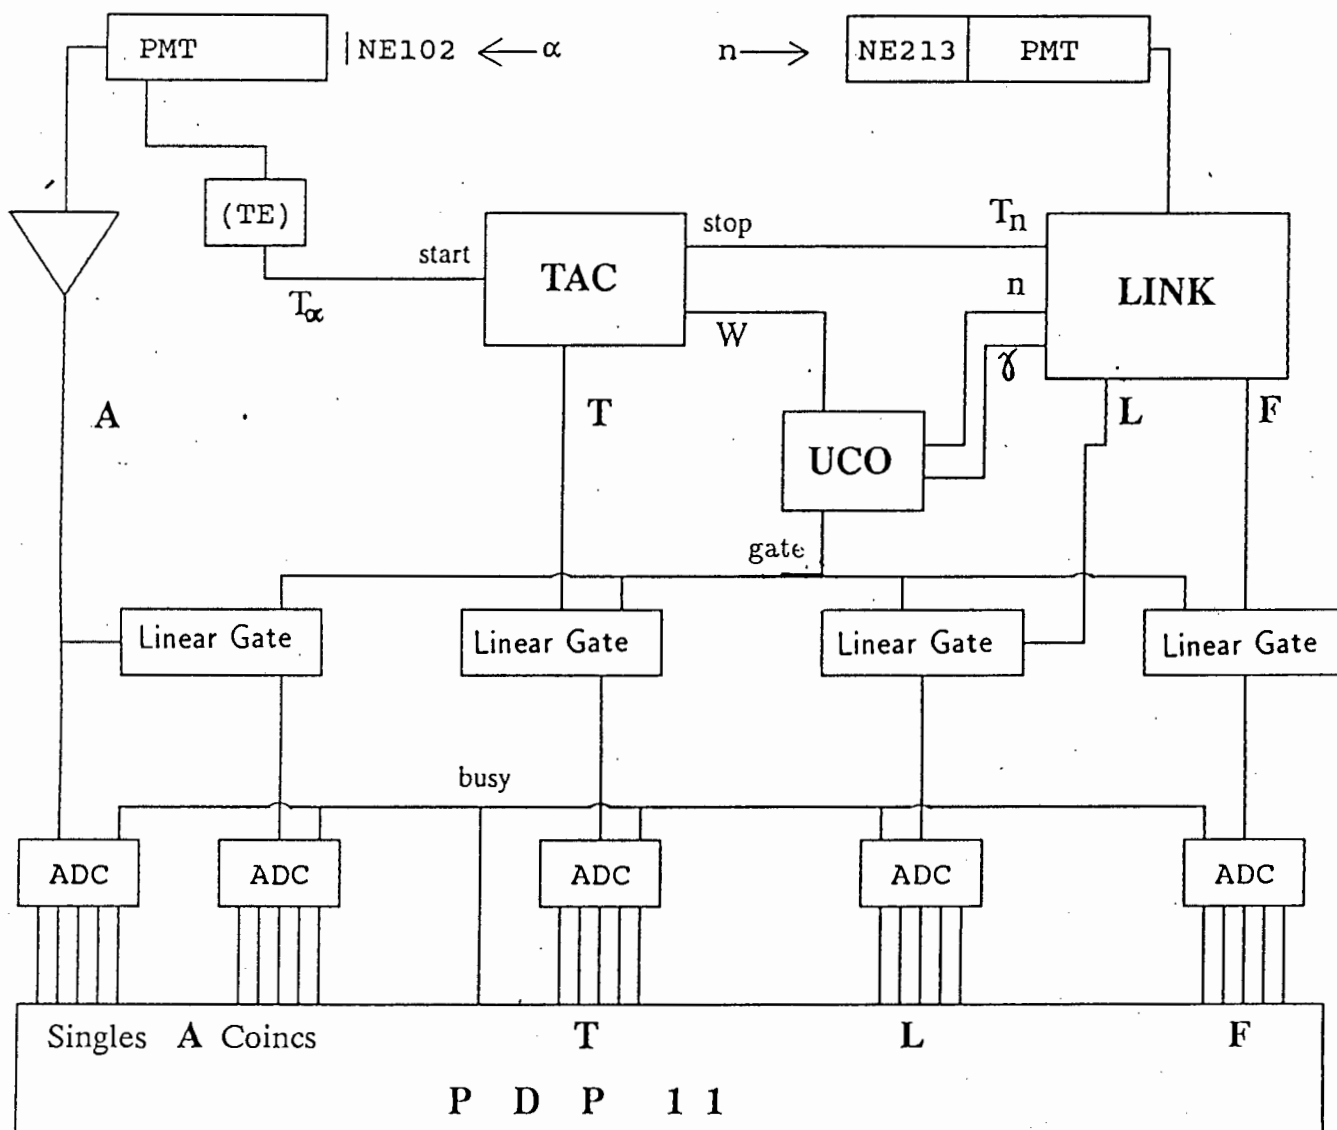 PMT |NE102 ←α n→ NE213 PMT
(TE)
stop Tn
start TAC
Tα W n LINK
γ
A T L F
UCO
gate
Linear Gate Linear Gate Linear Gate Linear Gate
busy
ADC ADC ADC ADC ADC
Singles A Coincs T L F
P D P 1 1